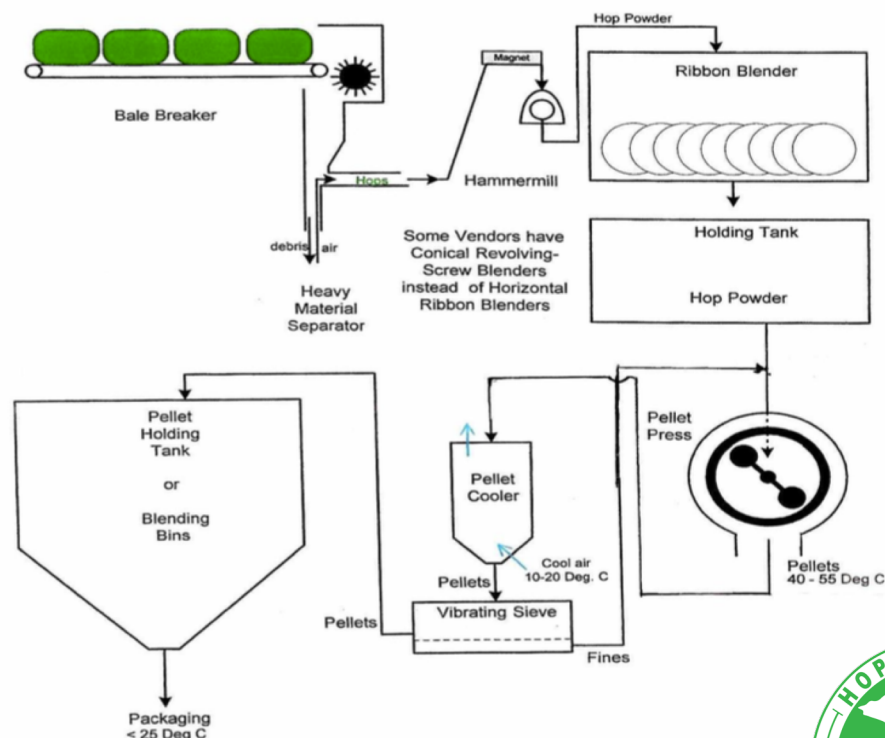 Hop Powder
Magnet
Ribbon Blender
Bale Breaker
Hops
Hammermill
debris
air
Heavy
Material
Separator
Some Vendors have
Conical Revolving-
Screw Blenders
instead of Horizontal
Ribbon Blenders
Holding Tank
Hop Powder
Pellet
Holding
Tank
or
Blending
Bins
Pellet
Cooler
Pellet
Press
Cool air
10-20 Deg. C
Pellets
40 - 55 Deg C
Pellets
Vibrating Sieve
Pellets
Fines
Packaging
< 25 Deg C
HOP